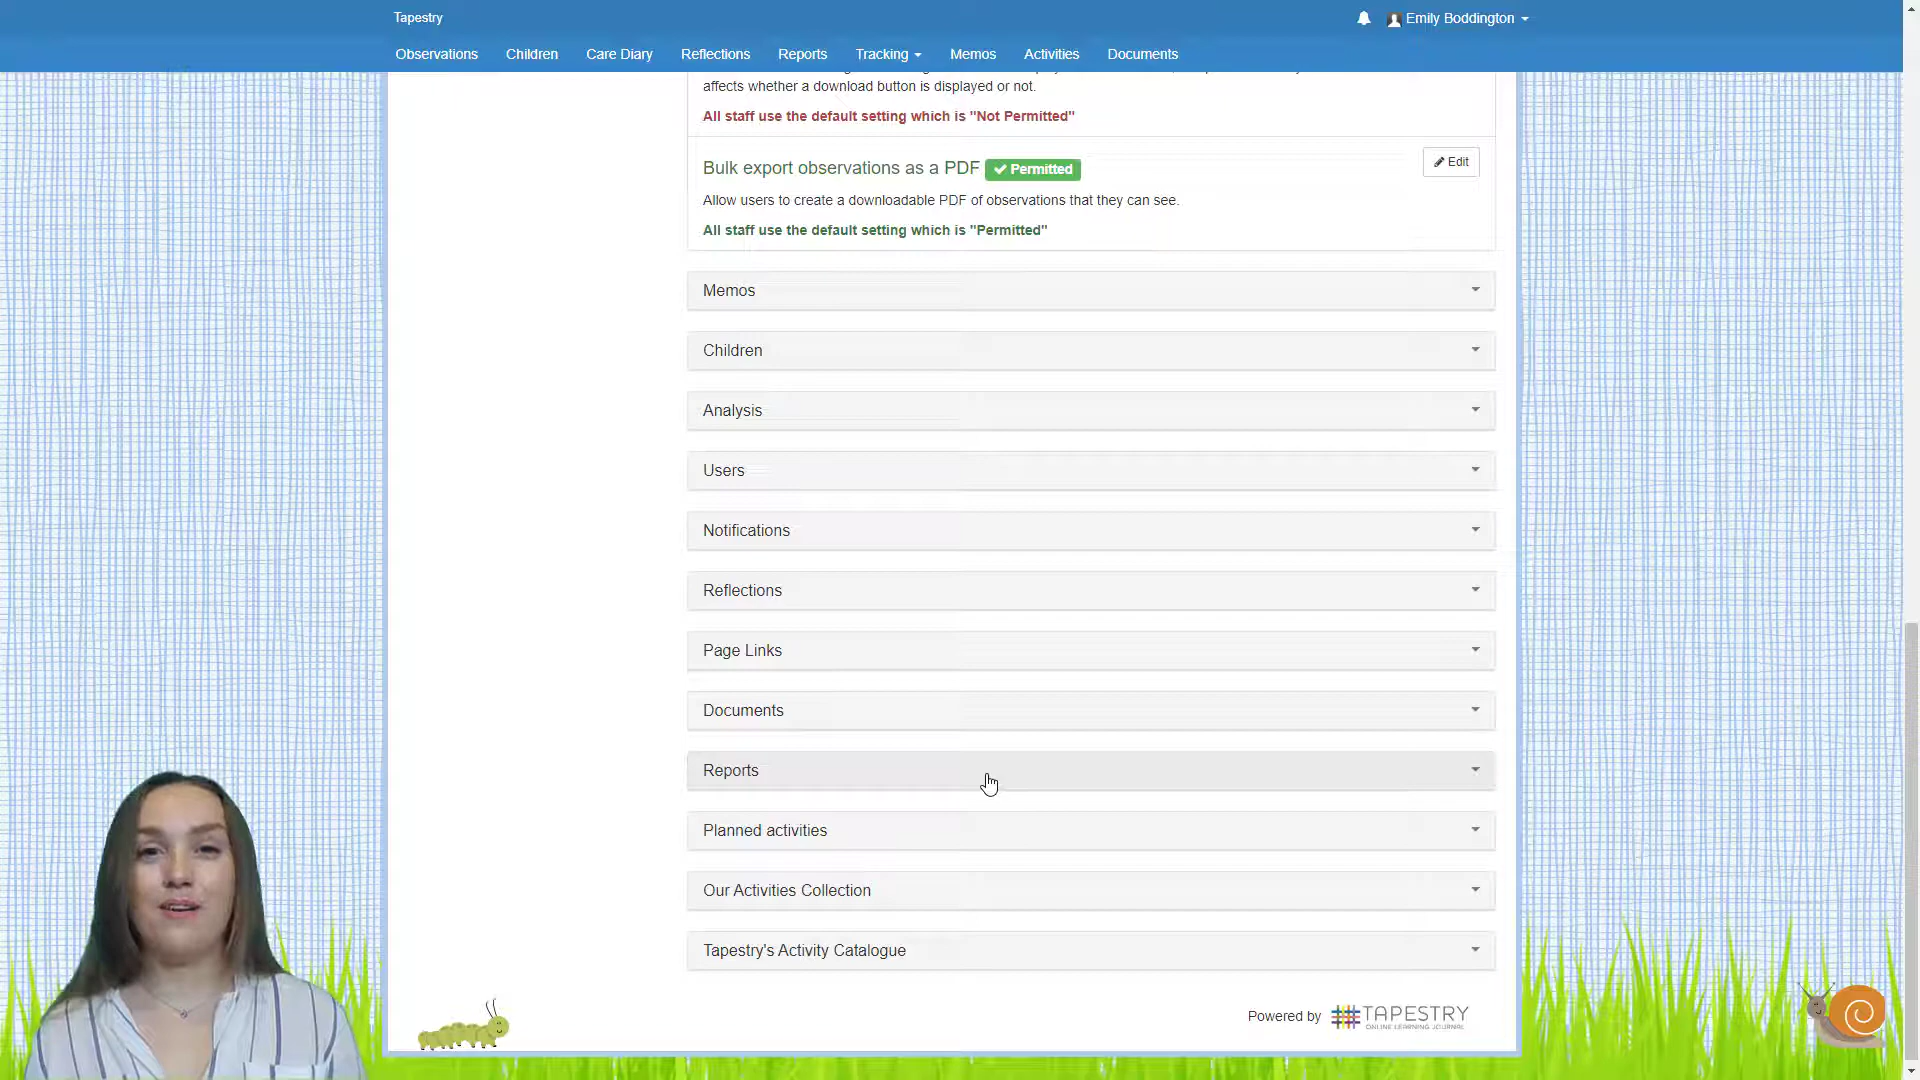 Tapestry
Emily Boddington
Observations Children Care Diary Reflections Reports Tracking Memos Activities Documents
affects whether a download button is displayed or not.
All staff use the default setting which is "Not Permitted"
Bulk export observations as a PDF Permitted
Edit
Allow users to create a downloadable PDF of observations that they can see.
All staff use the default setting which is "Permitted"
Memos
Children
Analysis
Users
Notifications
Reflections
Page Links
Documents
Reports
Planned activities
Our Activities Collection
Tapestry's Activity Catalogue
Powered by TAPESTRY
ONLINE LEARNING JOURNAL